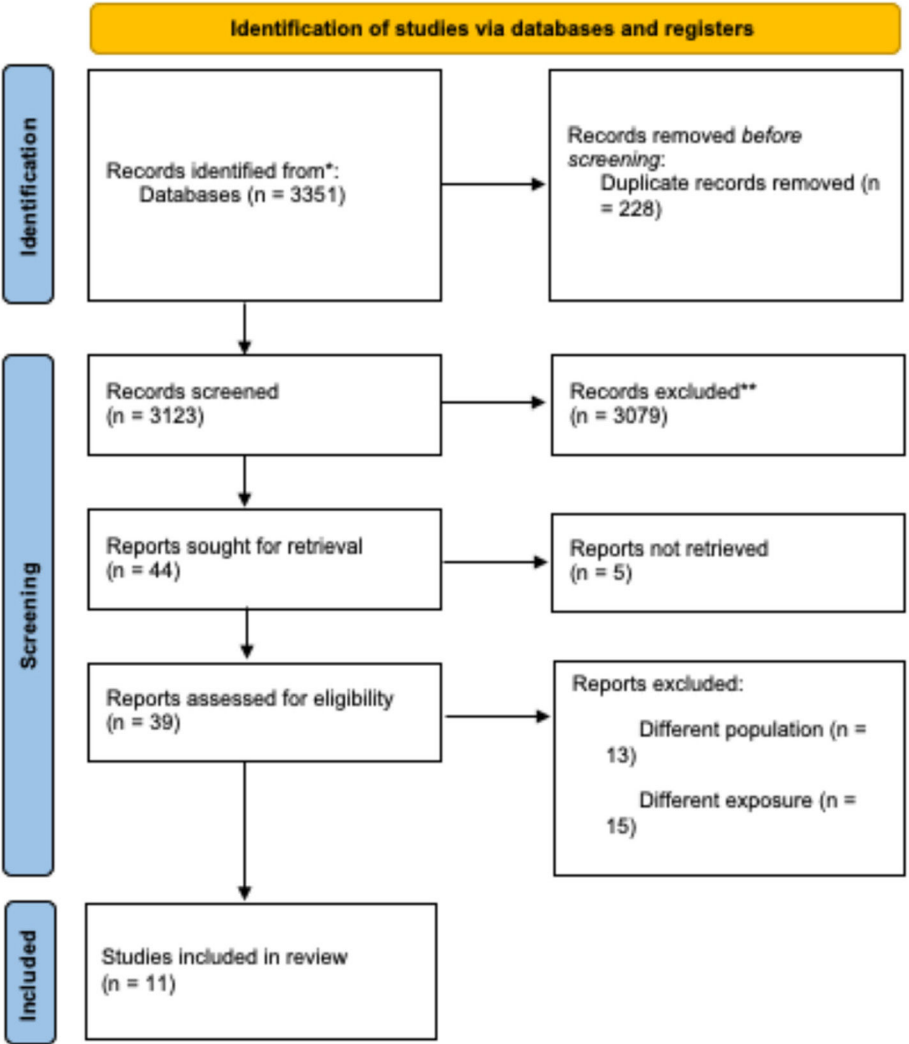 Identification of studies via databases and registers
Identification
Records identified from*:
Databases (n = 3351)
Records removed before
screening:
Duplicate records removed (n
= 228)
Screening
Records screened
(n = 3123)
Records excluded**
(n = 3079)
Reports sought for retrieval
(n = 44)
Reports not retrieved
(n = 5)
Reports assessed for eligibility
(n = 39)
Reports excluded:
Different population (n =
13)
Different exposure (n =
15)
Included
Studies included in review
(n = 11)